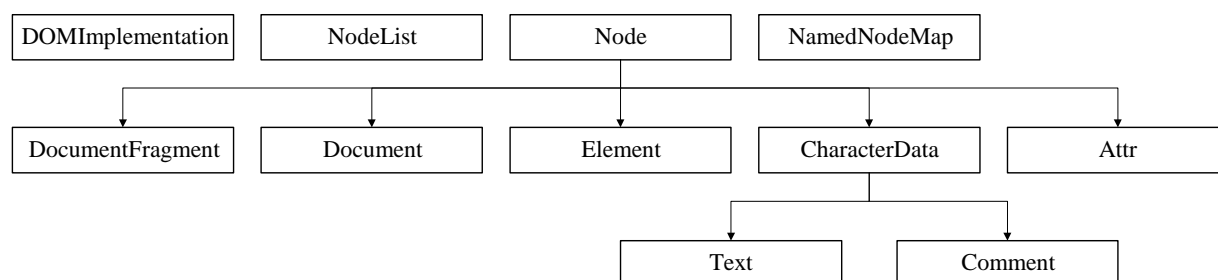 DOMImplementation
NodeList
Node
NamedNodeMap
DocumentFragment
Document
Element
CharacterData
Attr
Text
Comment